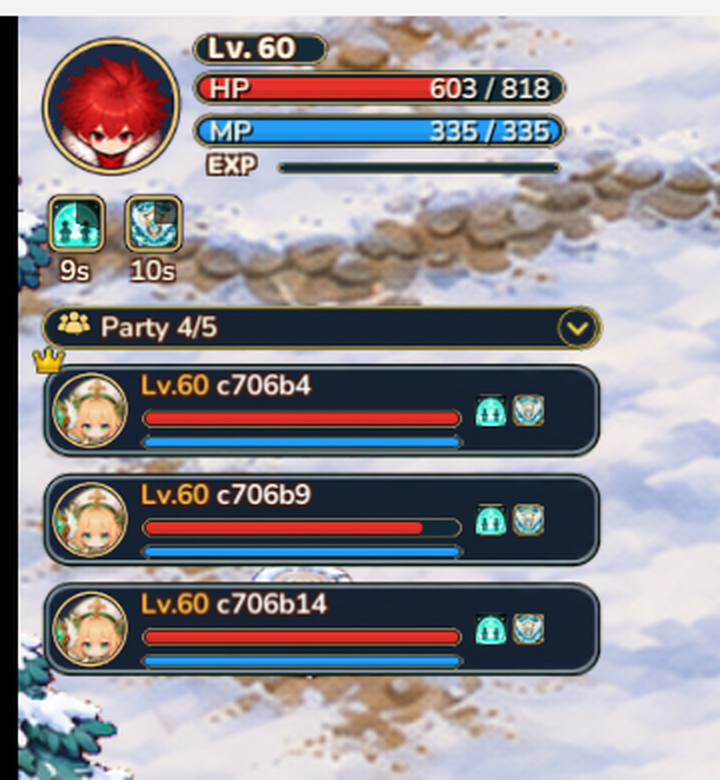 Lv. 60
HP 603 / 818
MP 335 / 335
EXP
9s 10s
Party 4/5
Lv.60 c706b4
Lv.60 c706b9
Lv.60 c706b14